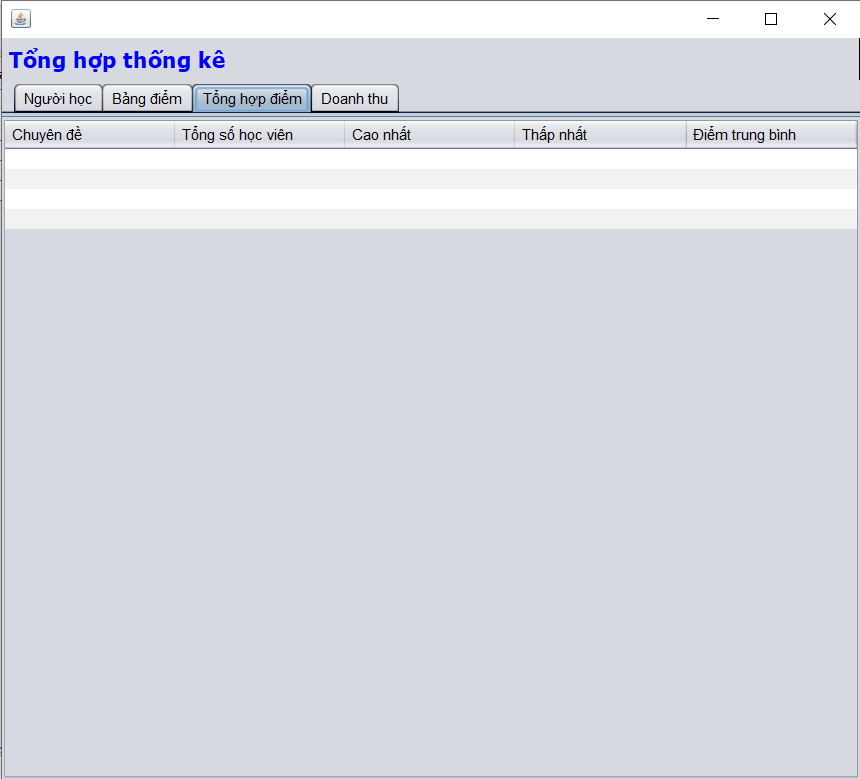 Tổng hợp thống kê
Người học Bảng điểm Tổng hợp điểm Doanh thu
Chuyên đề Tổng số học viên Cao nhất Thấp nhất Điểm trung bình